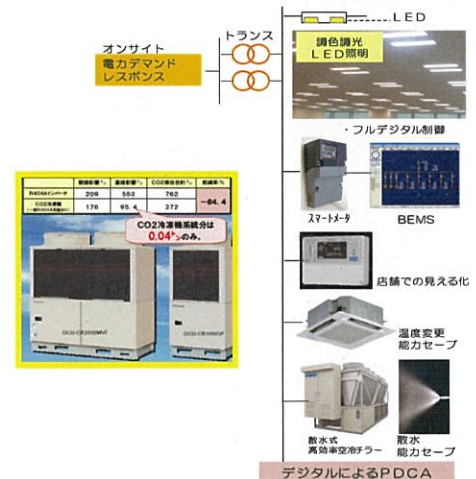 オンサイト
電力デマンド
レスポンス
トランス
LED
調色調光
LED照明
・フルデジタル制御
スマートメータ
BEMS
店舗での見える化
温度変更
能力セーブ
散水式
高効率空冷チラー
散水
能力セーブ
デジタルによるPDCA
R404Aインバータ 209 553 762
-64.4
176 95.4 272
CO2冷凍機系統分は
0.04㌧のみ。